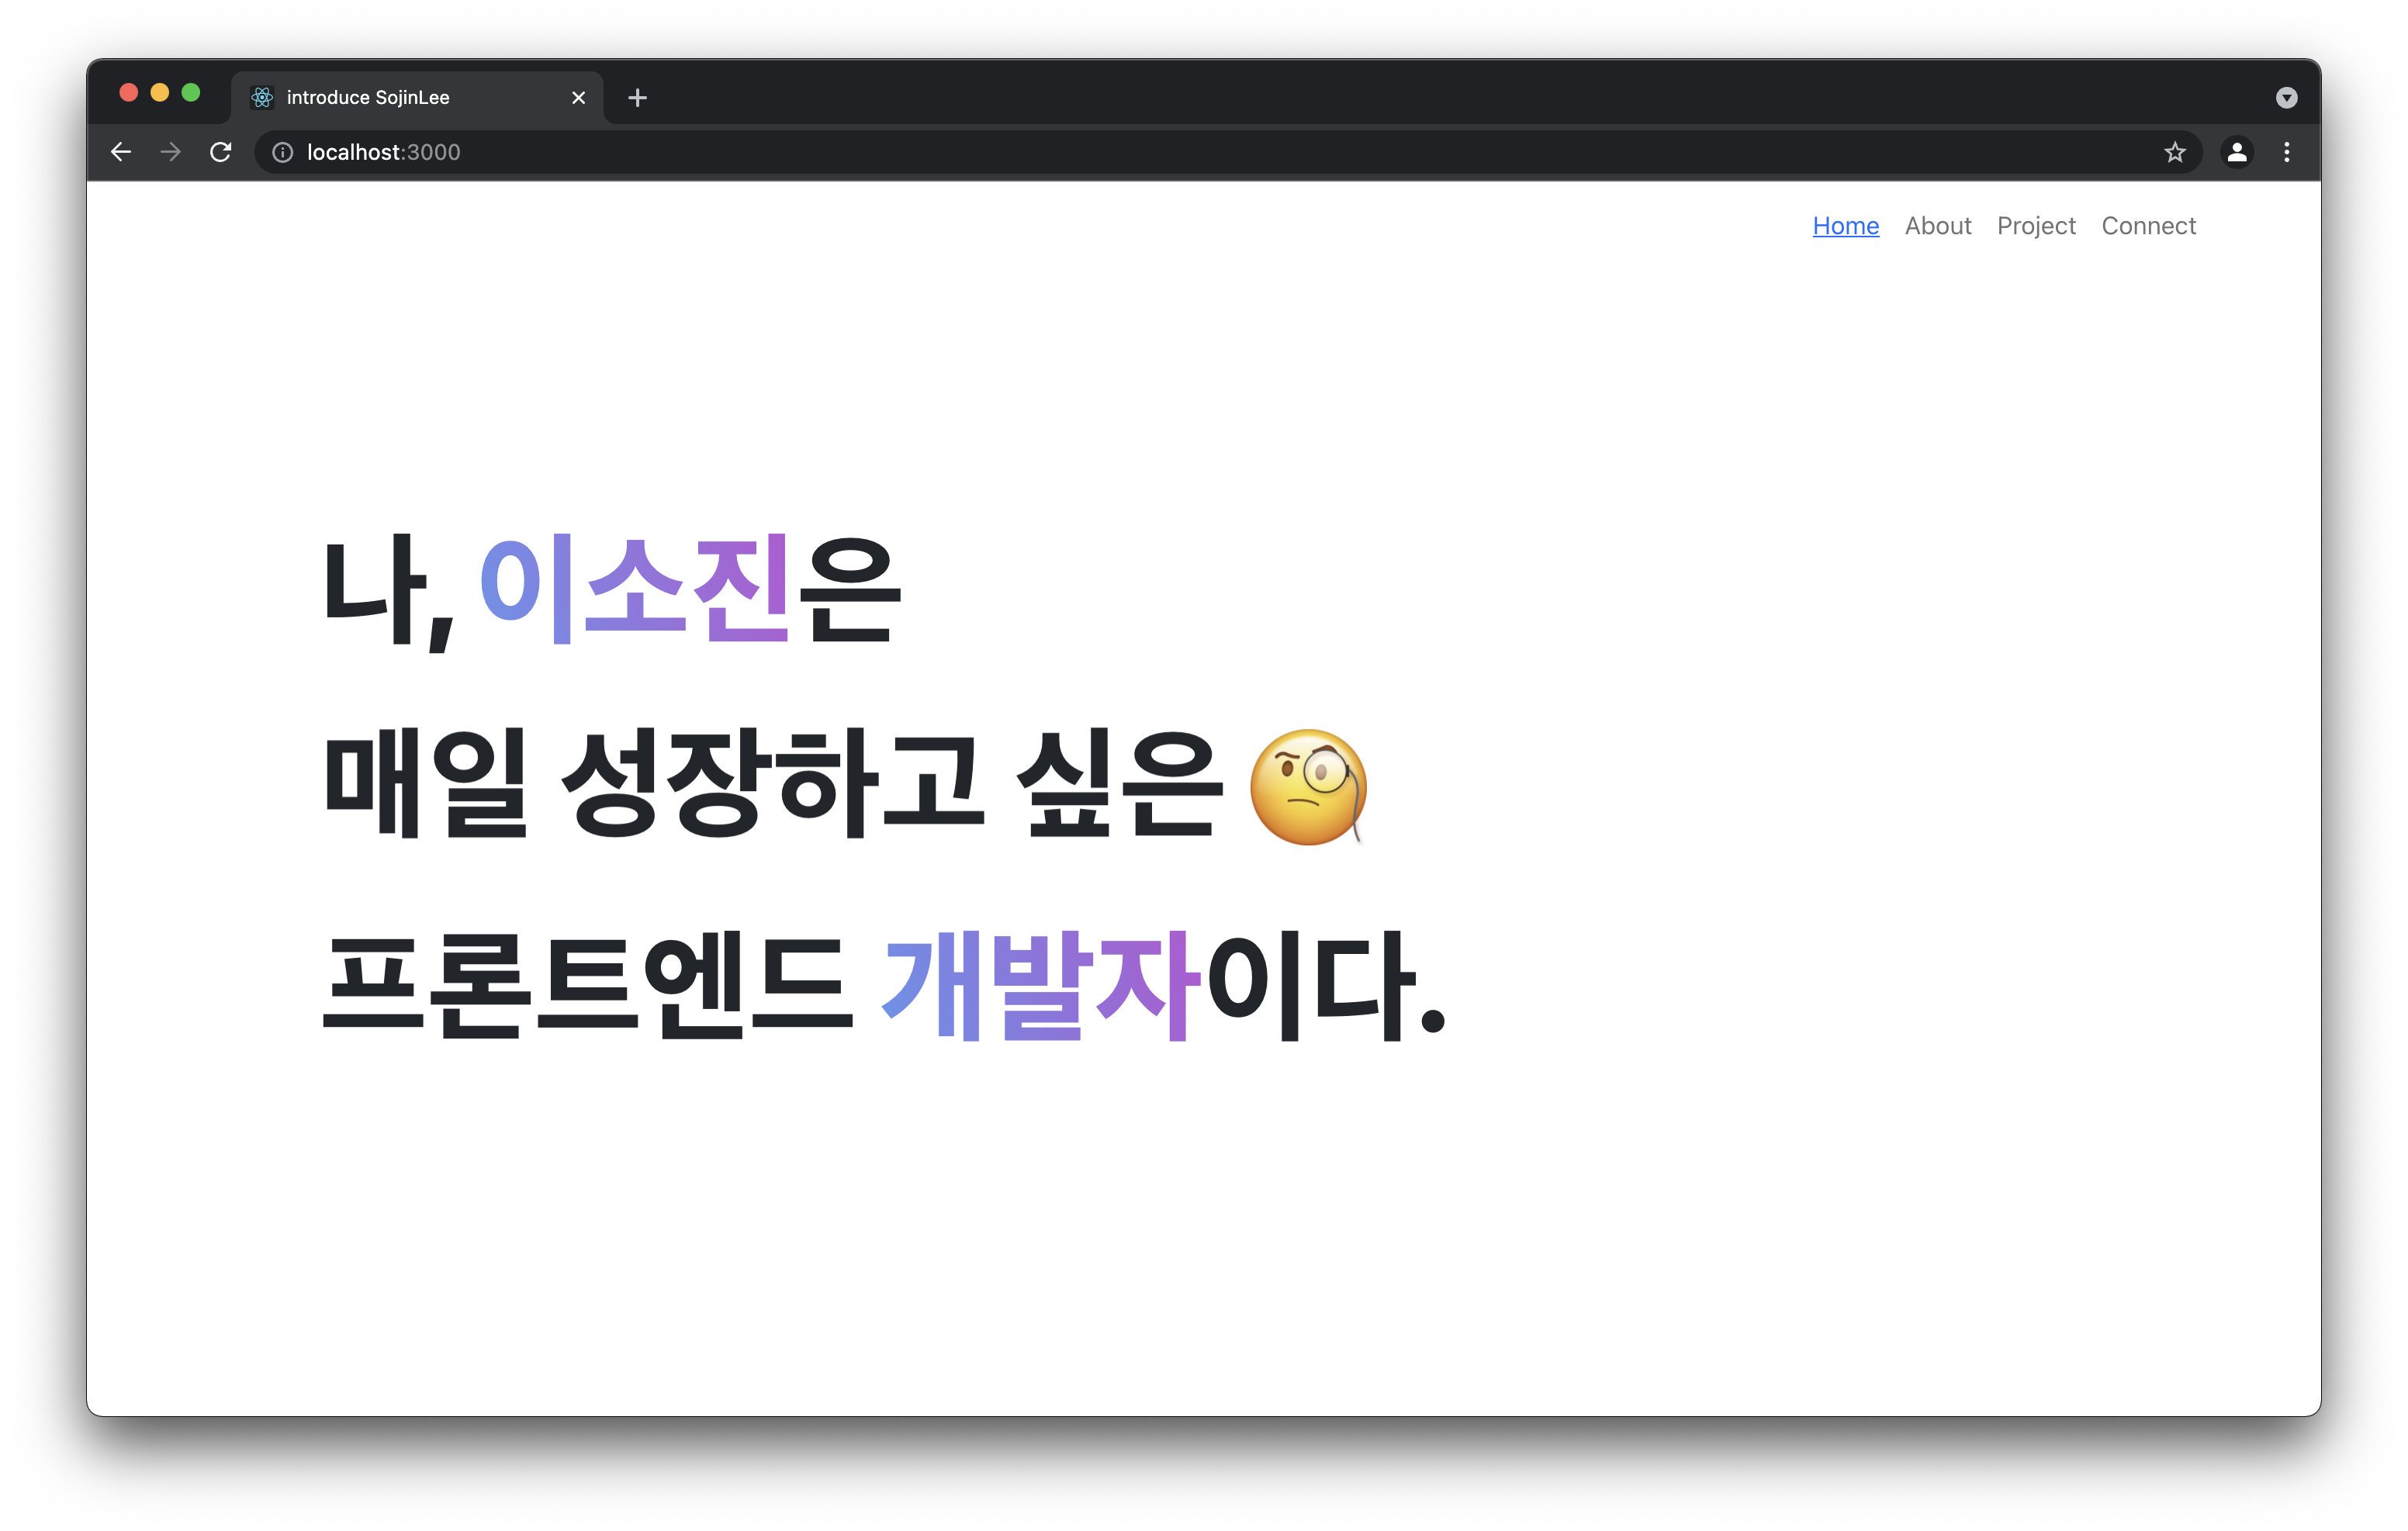 introduce SojinLee
localhost:3000
Home About Project Connect
나, 이소진은
매일 성장하고 싶은 🧐
프론트엔드 개발자이다.